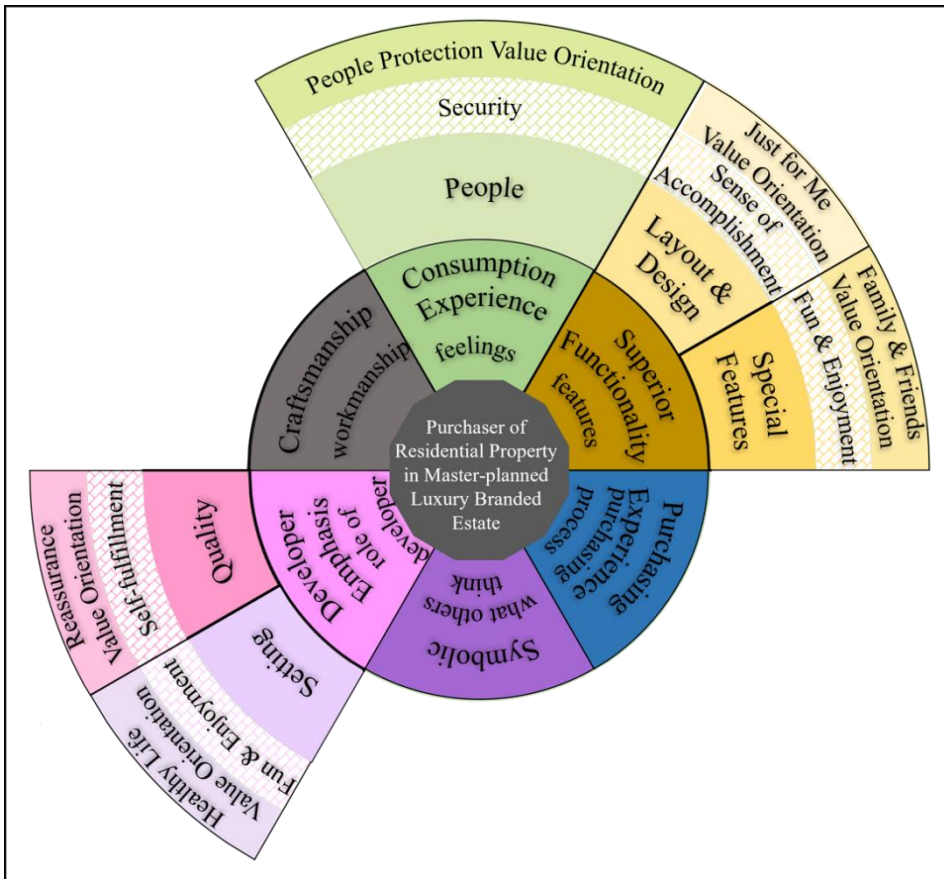 People Protection Value Orientation
Security
People
Consumption
Experience
feelings
Just for Me
Value Orientation
Sense of
Accomplishment
Layout &
Design
Family & Friends
Value Orientation
Fun & Enjoyment
Special
Features
Superior
Functionality
features
Purchasing
Experience
purchasing
process
Symbolic
what others
think
Developer
Emphasis
role of
developer
Quality
Self-fulfillment
Reassurance
Value Orientation
Setting
Fun & Enjoyment
Healthy Life
Value Orientation
Craftsmanship
workmanship
Purchaser of
Residential Property
in Master-planned
Luxury Branded
Estate